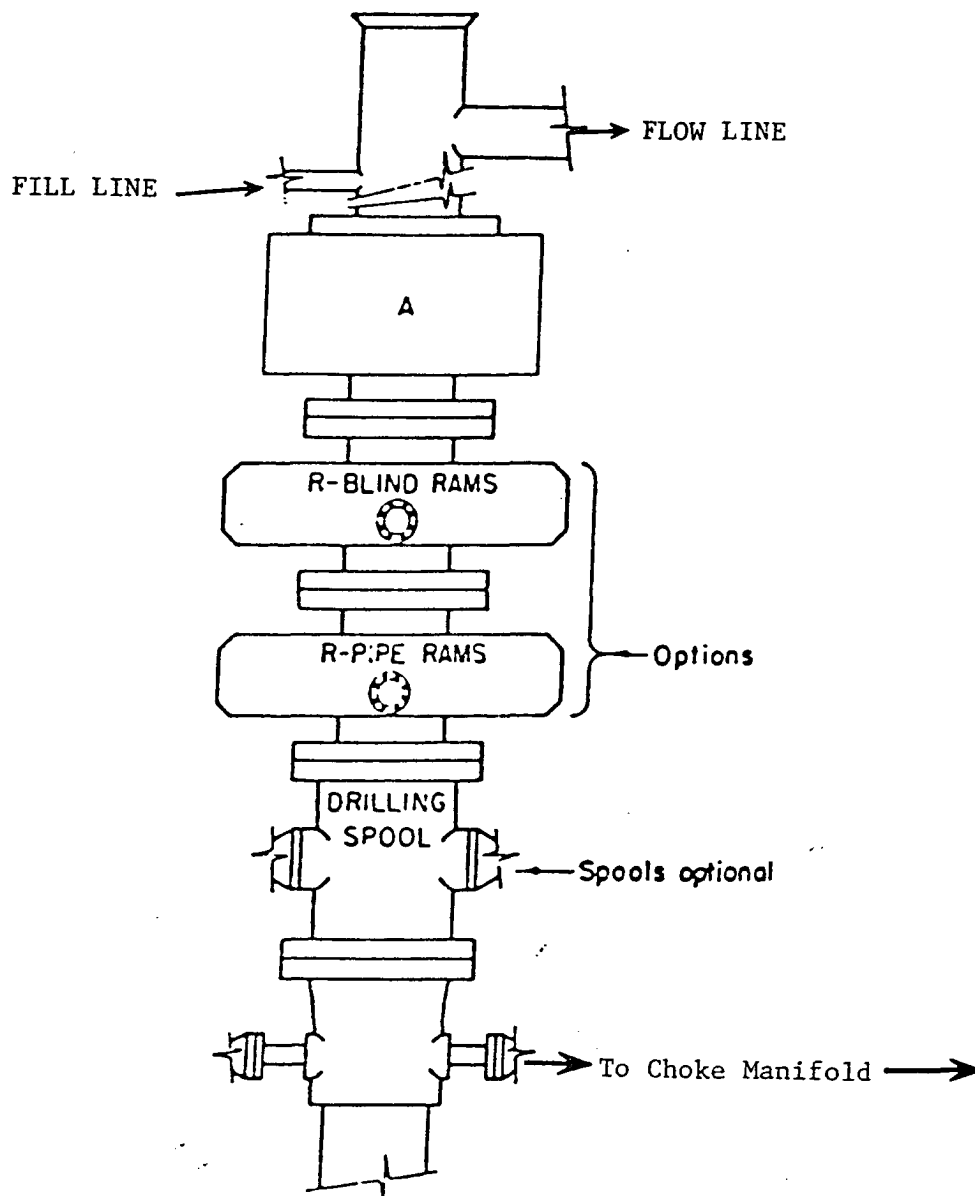 FLOW LINE
FILL LINE
A
R-BLIND RAMS
R-PIPE RAMS
Options
DRILLING
SPOOL
Spools optional
To Choke Manifold